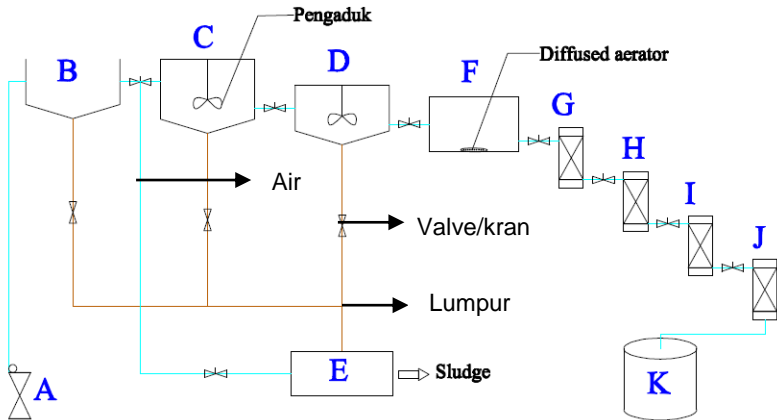 Pengaduk
C
B
D
F
Diffused aerator
G
H
I
J
Air
Valve/kran
Lumpur
E
Sludge
A
K